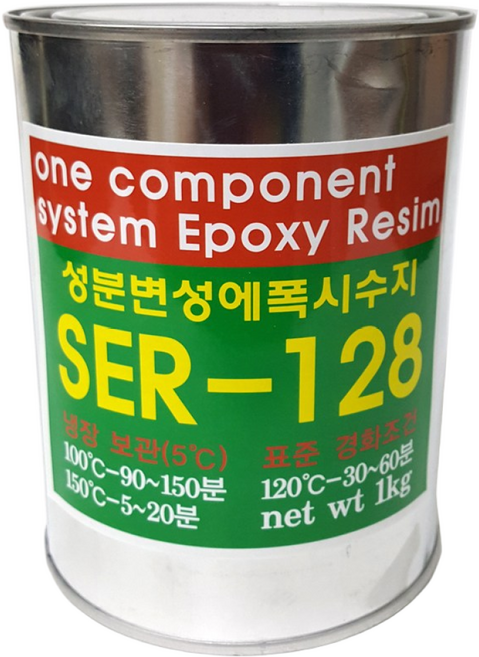 one component
system Epoxy Resim
성분변성에폭시수지
SER-128
냉장 보관(5℃) 표준 경화조건
100℃-90~150분 120℃-30~60분
150℃-5~20분 net wt 1kg